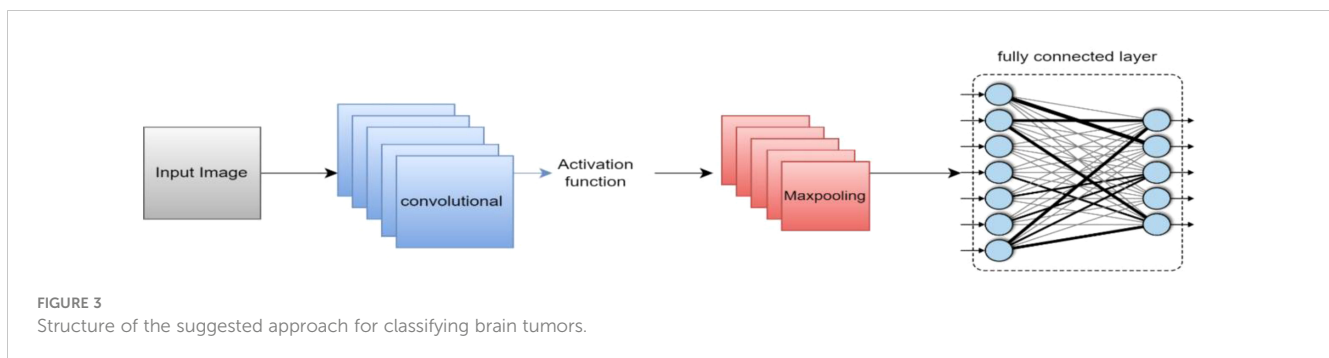 fully connected layer
Input Image
convolutional
Activation
function
Maxpooling
FIGURE 3
Structure of the suggested approach for classifying brain tumors.